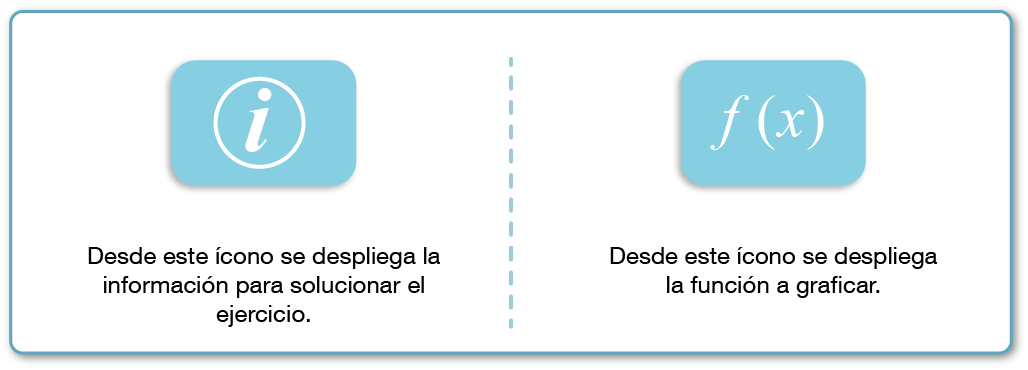 i
Desde este ícono se despliega la
información para solucionar el
ejercicio.
f (x)
Desde este ícono se despliega
la función a graficar.